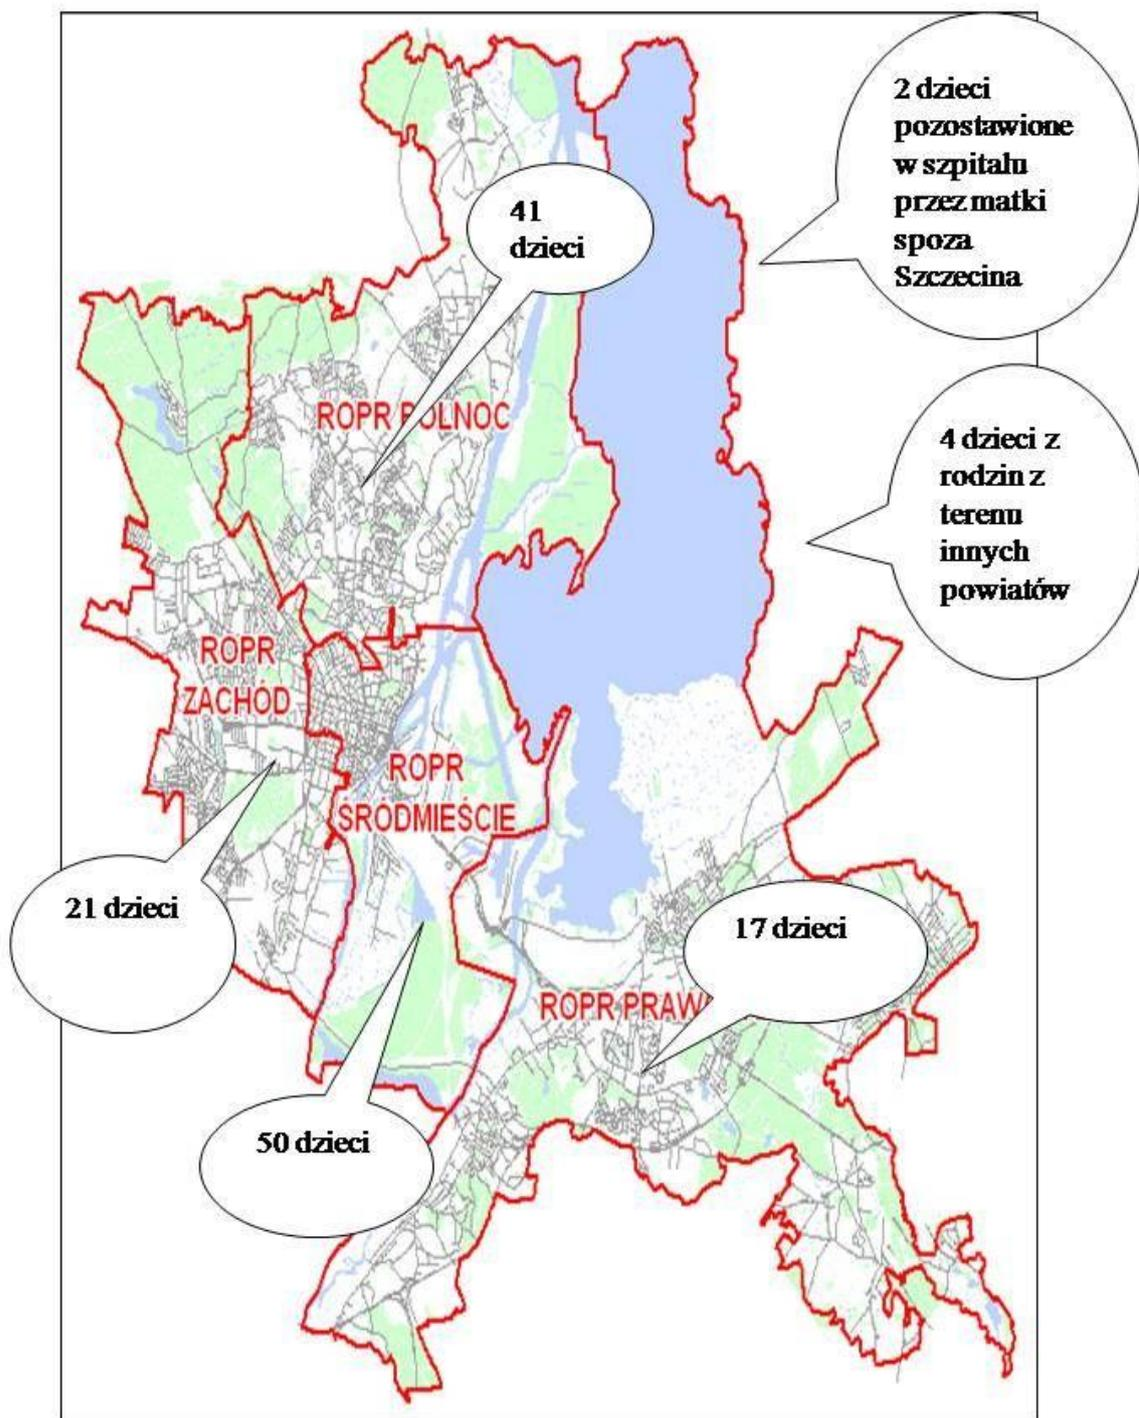 2 dzieci
pozostawione
w szpitalu
przez matki
spoza
Szczecina
41
dzieci
ROPR PÓLNOC
4 dzieci z
rodzin z
terenu
innych
powiatów
ROPR
ZACHÓD
ROPR
ŚRÓDMIEŚCIE
21 dzieci
17 dzieci
ROPR PRAW
50 dzieci